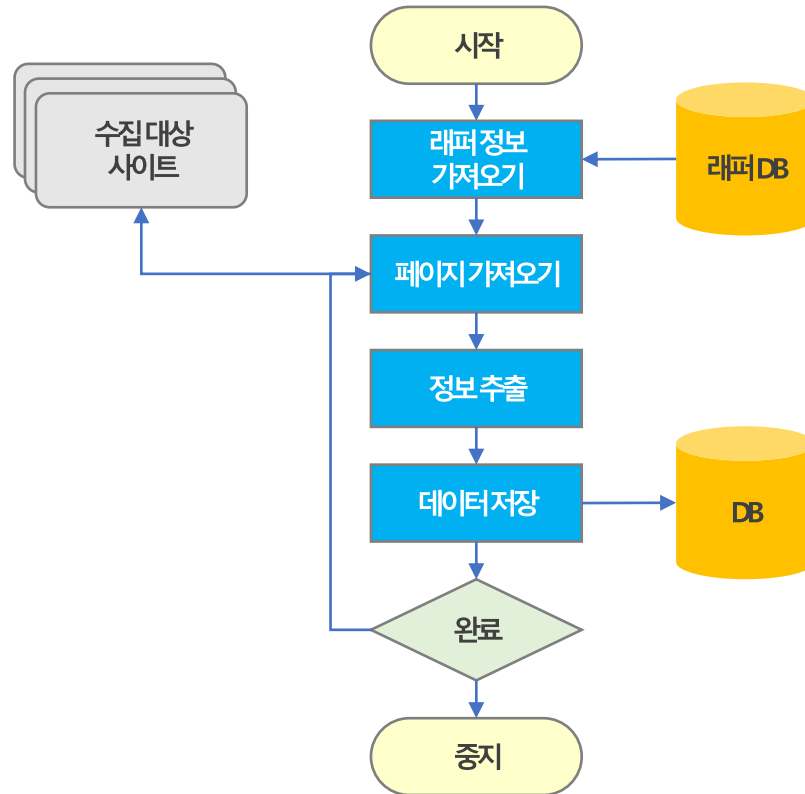 시작
수집 대상
사이트
래퍼 정보
가져오기
래퍼 DB
페이지 가져오기
정보 추출
데이터 저장
DB
완료
중지